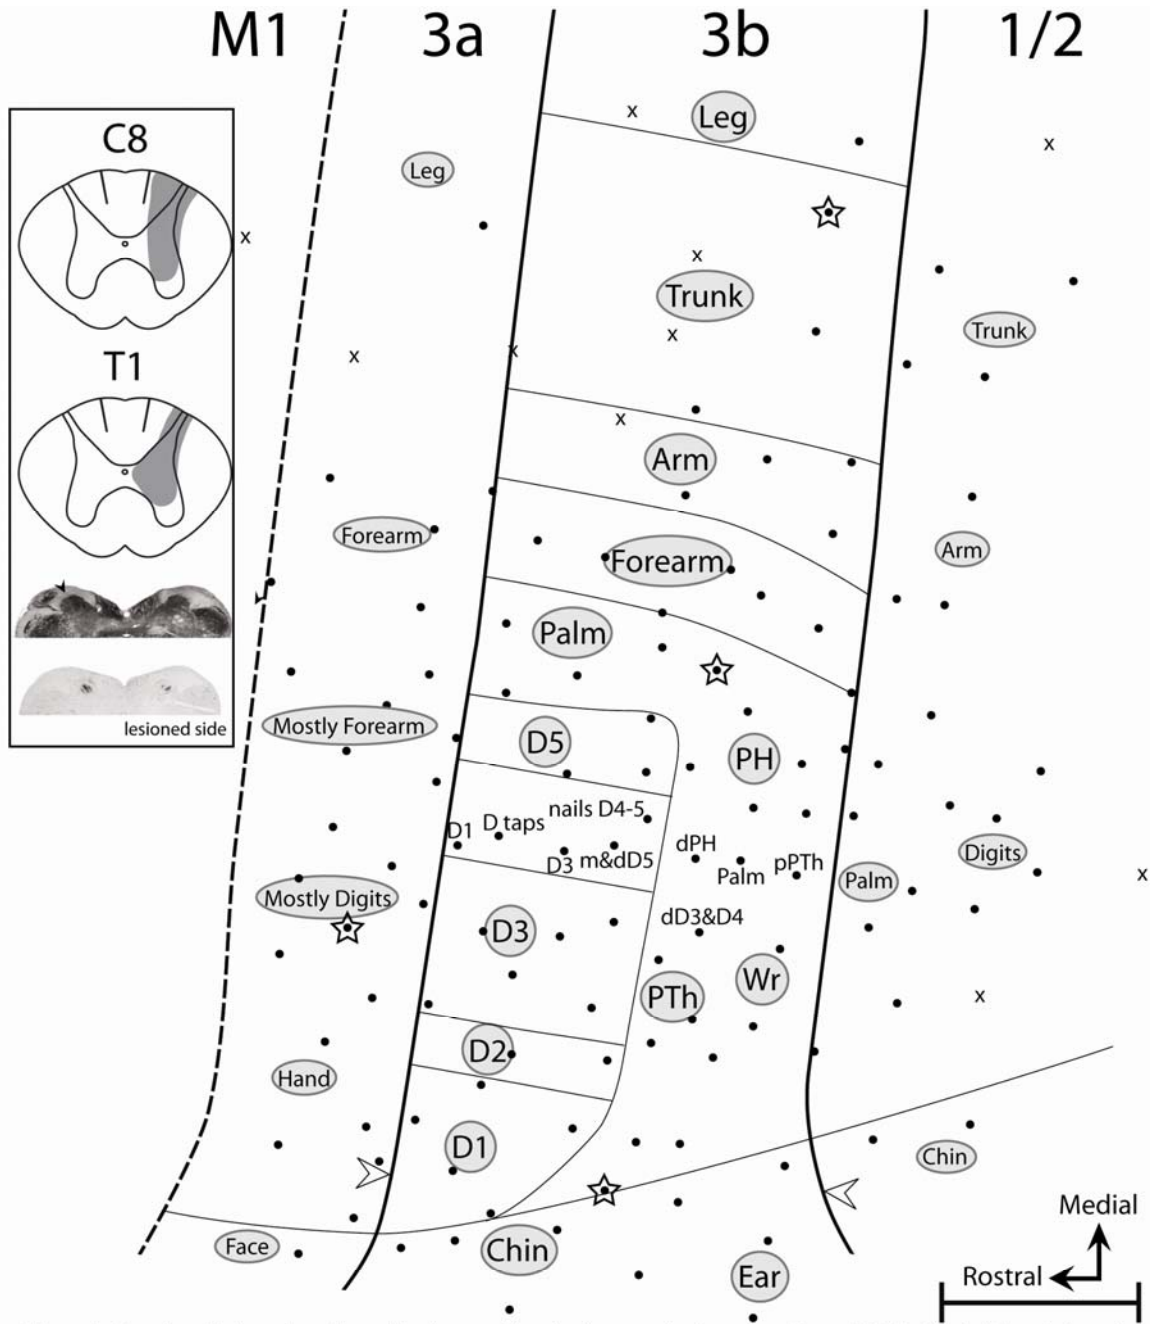 M1 3a 3b 1/2
C8
T1
lesioned side
x
Leg
x
Leg
x
x
Trunk
x
Trunk
x
x
x
Arm
Forearm
Forearm
Arm
Palm
Mostly Forearm
D5
PH
nails D4-5
D1 D taps
dPH
D3 m&dD5
Palm pPTh
Digits
Palm
x
Mostly Digits
dD3&D4
D3
Wr
PTh
x
D2
Hand
D1
Chin
Face
Chin
Ear
Medial
Rostral